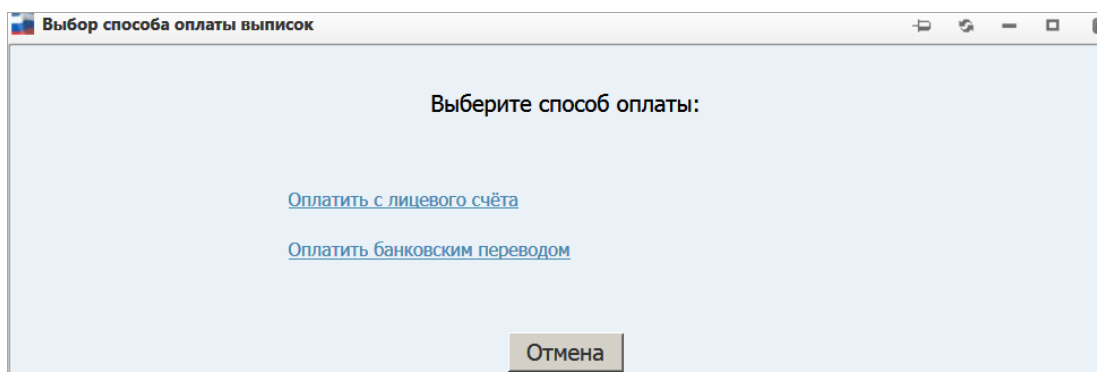 Выбор способа оплаты выписок
Выберите способ оплаты:
Оплатить с лицевого счёта
Оплатить банковским переводом
Отмена